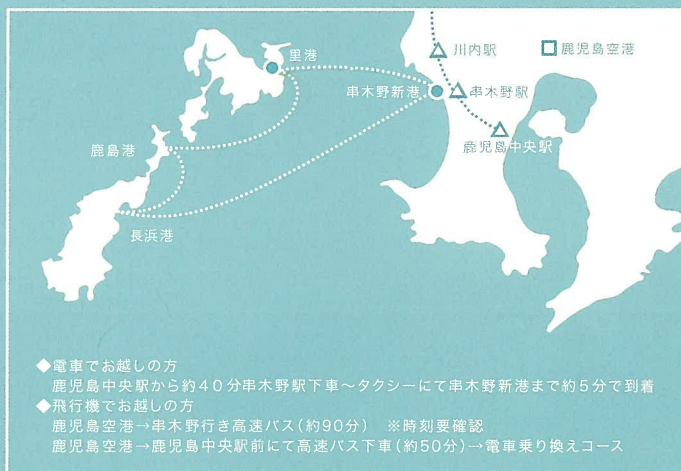 里港
川内駅
鹿児島空港
串木野新港
串木野駅
鹿島港
鹿児島中央駅
長浜港
◆電車でお越しの方
鹿児島中央駅から約40分串木野駅下車～タクシーにて串木野新港まで約5分で到着
◆飛行機でお越しの方
鹿児島空港→串木野行き高速バス(約90分) ※時刻要確認
鹿児島空港→鹿児島中央駅前にて高速バス下車(約50分)→電車乗り換えコース